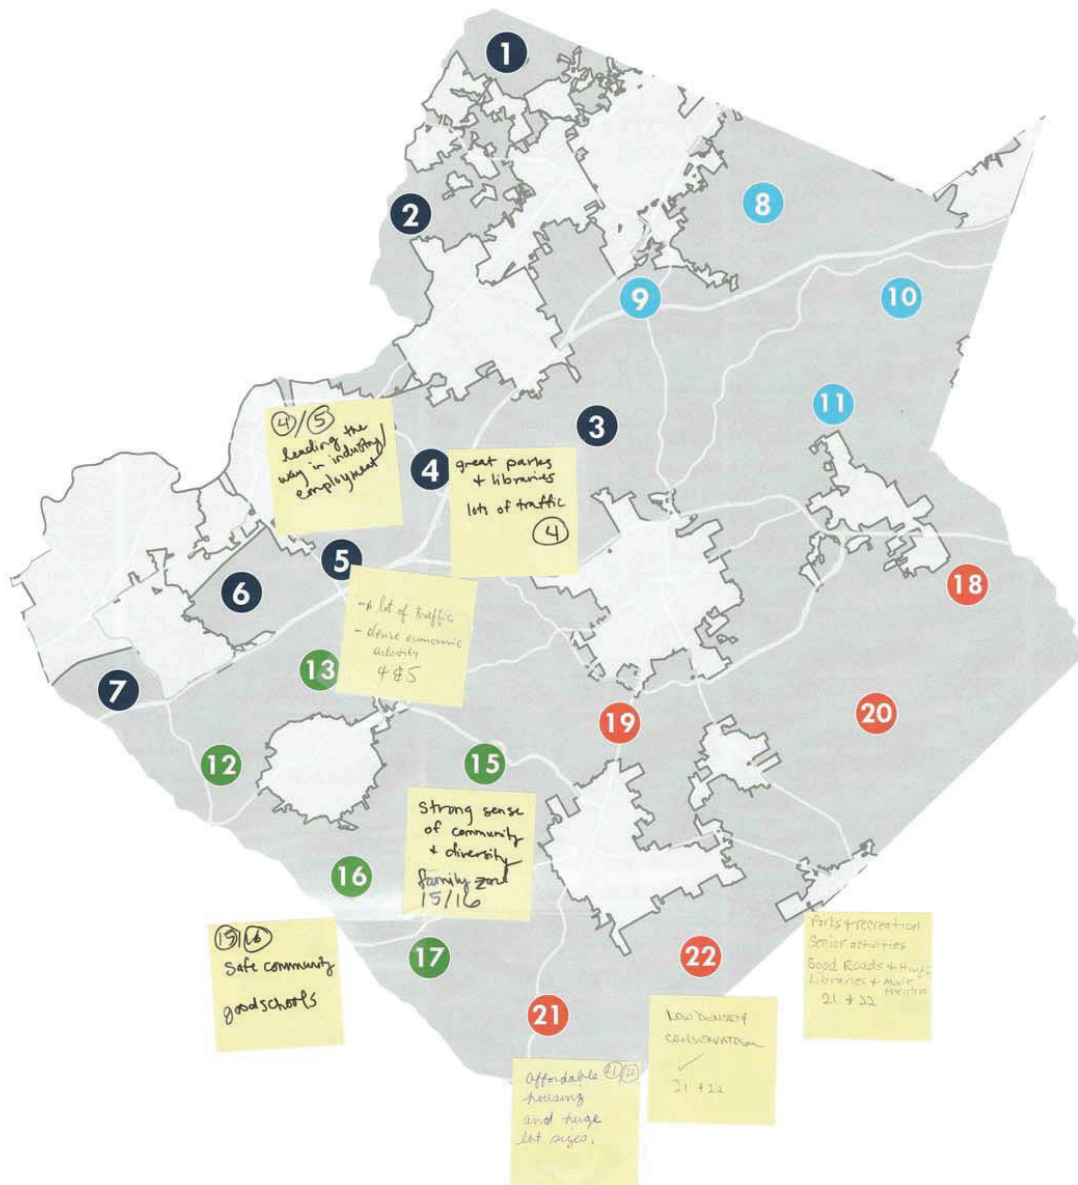 1
2
8
9
10
11
3
4/5
leading the
way in industry/
employment
4
great parks
+ libraries
lots of traffic
4
5
6
- A lot of traffic
- dense economic
activity
4 & 5
7
13
18
12
15
19
20
Strong sense
of community
+ diversity
family zone
15/16
16
15/16
Safe community
good schools
17
22
21
Parks + recreation
Senior activities
Good Roads + Hwys
Libraries + Movie
theatres
21 + 22
Low Density
Conservation
21 + 22
Affordable 21/22
housing
and huge
lot sizes.